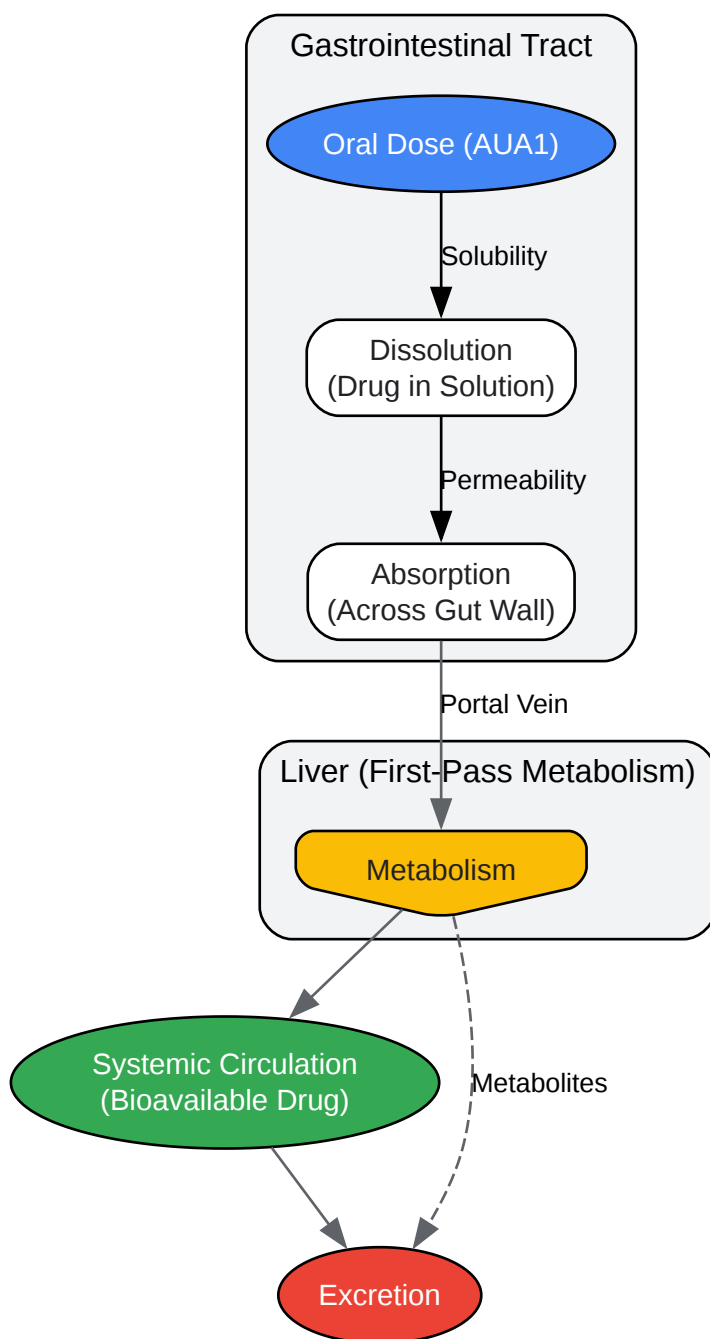 Gastrointestinal Tract
Oral Dose (AUA1)
Solubility
Dissolution
(Drug in Solution)
Permeability
Absorption
(Across Gut Wall)
Portal Vein
Liver (First-Pass Metabolism)
Metabolism
Systemic Circulation
(Bioavailable Drug)
Metabolites
Excretion